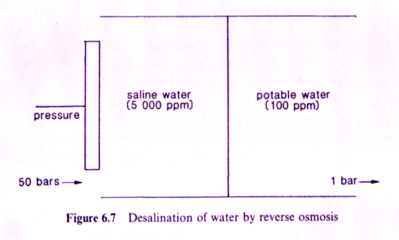 saline water
(5 000 ppm)
potable water
(100 ppm)
pressure
50 bars
1 bar
Figure 6.7 Desalination of water by reverse osmosis